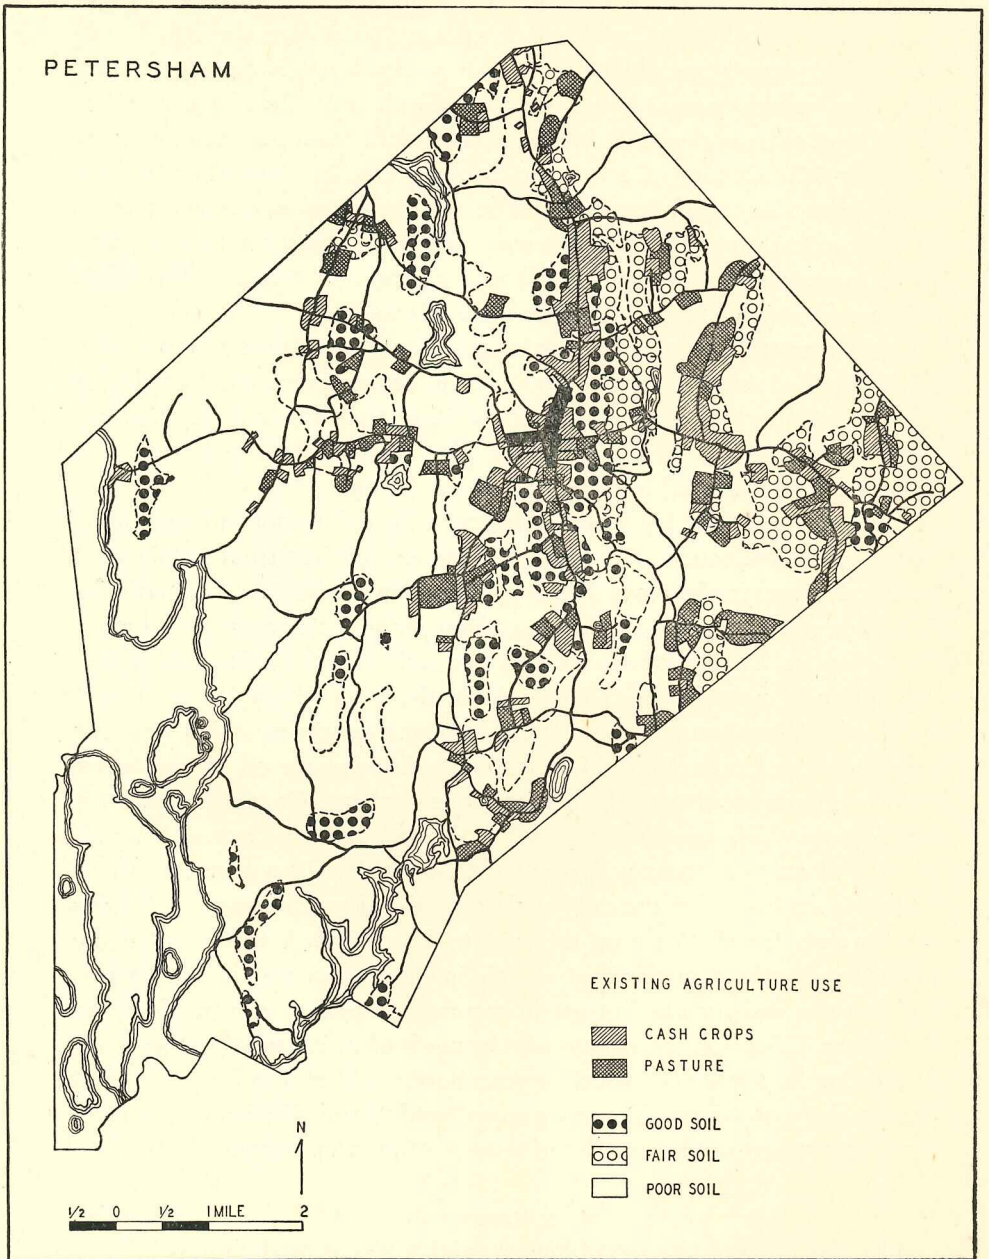 PETERSHAM
EXISTING AGRICULTURE USE
CASH CROPS
PASTURE
GOOD SOIL
FAIR SOIL
POOR SOIL
N
1/2 0 1/2 1 MILE 2